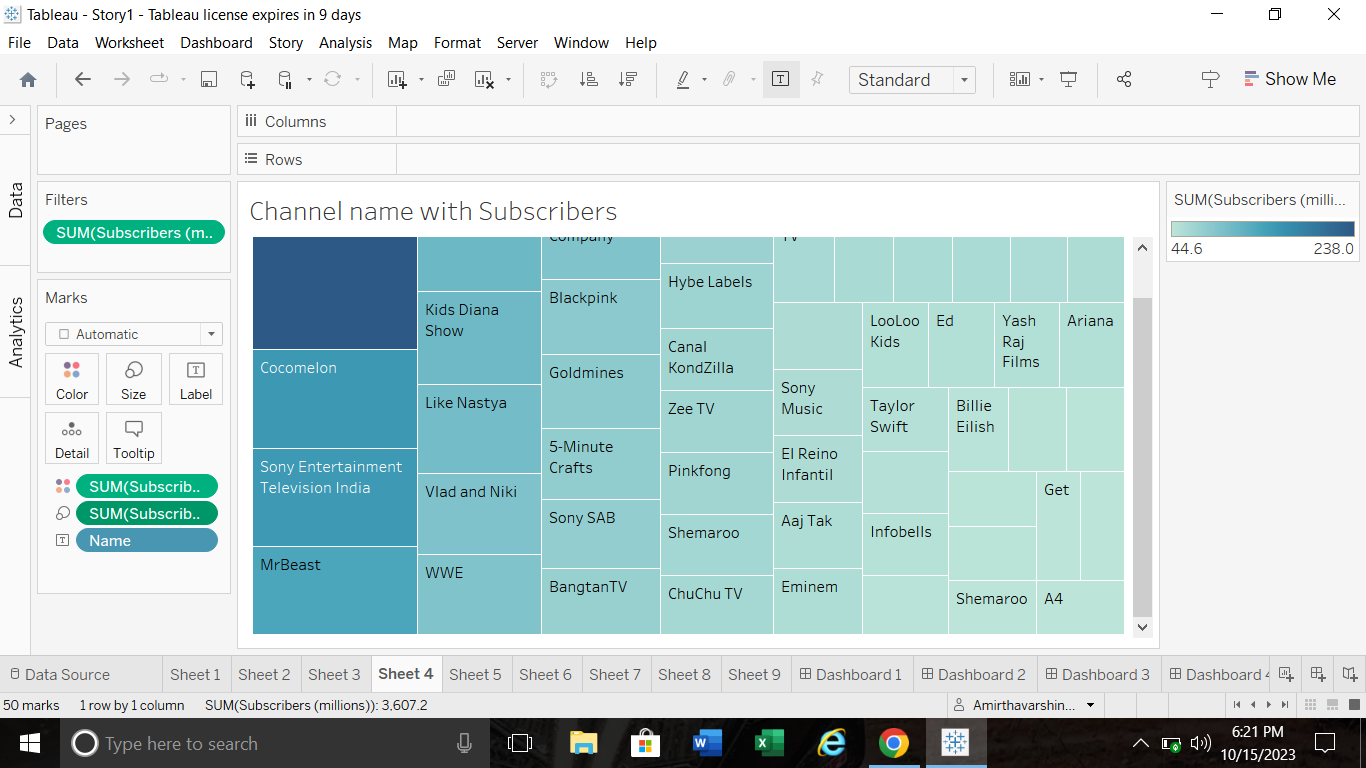 Tableau - Story1 - Tableau license expires in 9 days
File Data Worksheet Dashboard Story Analysis Map Format Server Window Help
Standard
Show Me
Data
Analytics
Pages
Filters
SUM(Subscribers (m..
Marks
Automatic
Color Size Label
Detail Tooltip
SUM(Subscrib..
SUM(Subscrib..
Name
Columns
Rows
Channel name with Subscribers
Cocomelon
Sony Entertainment
Television India
MrBeast
Kids Diana
Show
Like Nastya
Vlad and Niki
WWE
Company
Blackpink
Goldmines
5-Minute
Crafts
Sony SAB
BangtanTV
Hybe Labels
Canal
KondZilla
Zee TV
Pinkfong
Shemaroo
ChuChu TV
TV
Sony
Music
El Reino
Infantil
Aaj Tak
Eminem
LooLoo
Kids
Ed
Yash
Raj
Films
Ariana
Taylor
Swift
Billie
Eilish
Infobells
Get
Shemaroo
A4
SUM(Subscribers (milli...
44.6 238.0
Data Source Sheet 1 Sheet 2 Sheet 3 Sheet 4 Sheet 5 Sheet 6 Sheet 7 Sheet 8 Sheet 9 Dashboard 1 Dashboard 2 Dashboard 3 Dashboard 4
50 marks 1 row by 1 column SUM(Subscribers (millions)): 3,607.2 Amirthavarshin...
Type here to search
6:21 PM
10/15/2023